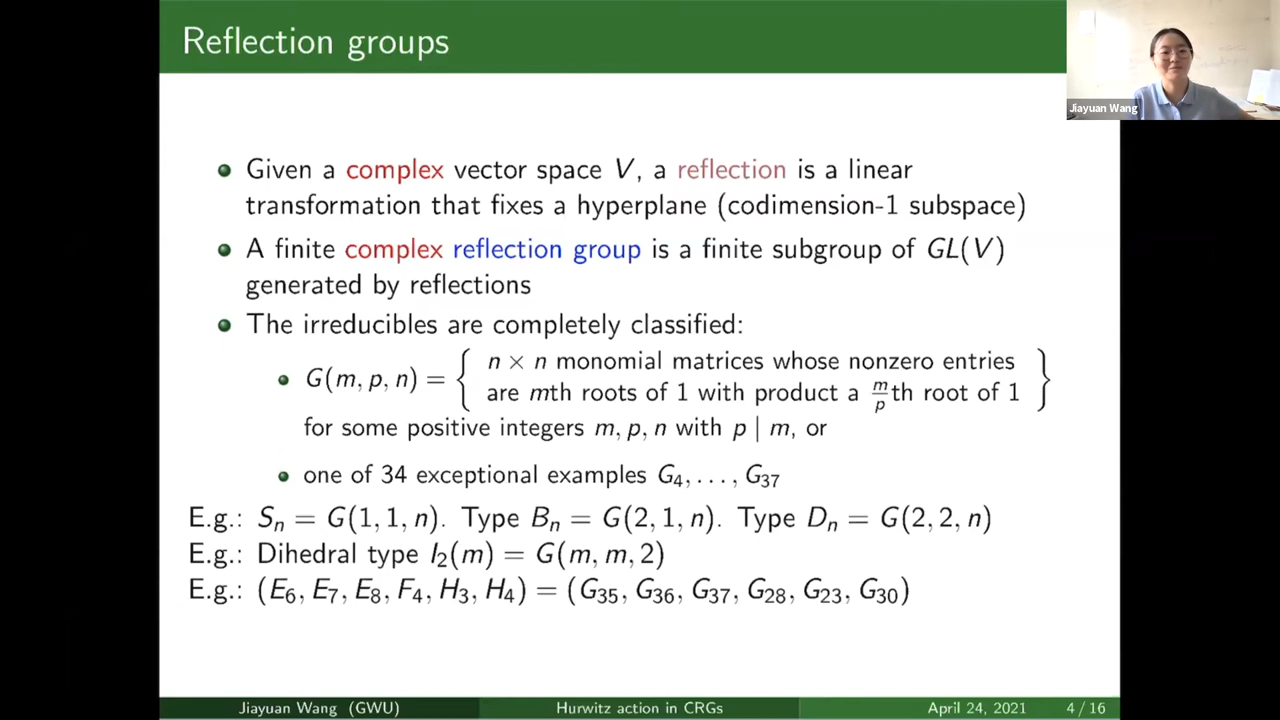 Reflection groups
Jiayuan Wang
Given a complex vector space V, a reflection is a linear
transformation that fixes a hyperplane (codimension-1 subspace)
A finite complex reflection group is a finite subgroup of GL(V)
generated by reflections
The irreducibles are completely classified:
G(m, p, n) = { n × n monomial matrices whose nonzero entries
are mth roots of 1 with product a m/p th root of 1 }
for some positive integers m, p, n with p | m, or
one of 34 exceptional examples G₄, . . . , G₃₇
E.g.: Sₙ = G(1, 1, n). Type Bₙ = G(2, 1, n). Type Dₙ = G(2, 2, n)
E.g.: Dihedral type I₂(m) = G(m, m, 2)
E.g.: (E₆, E₇, E₈, F₄, H₃, H₄) = (G₃₅, G₃₆, G₃₇, G₂₈, G₂₃, G₃₀)
Jiayuan Wang (GWU) Hurwitz action in CRGs April 24, 2021 4 / 16